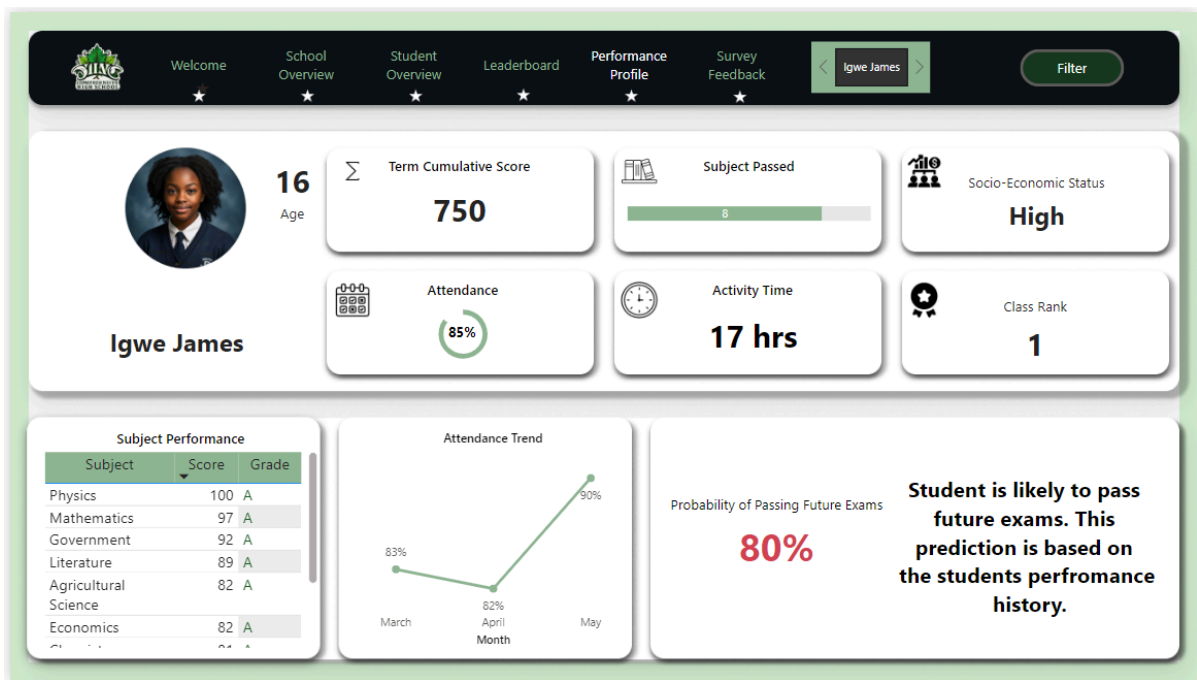 HIGH SCHOOL
Welcome
School
Overview
Student
Overview
Leaderboard
Performance
Profile
Survey
Feedback
Igwe James
Filter
16
Age
Igwe James
Term Cumulative Score
750
Subject Passed
8
Socio-Economic Status
High
Attendance
85%
Activity Time
17 hrs
Class Rank
1
Subject Performance
Subject Score Grade
Physics 100 A
Mathematics 97 A
Government 92 A
Literature 89 A
Agricultural 82 A
Science
Economics 82 A
Attendance Trend
90%
83%
82%
March April May
Month
Probability of Passing Future Exams
80%
Student is likely to pass
future exams. This
prediction is based on
the students perfromance
history.